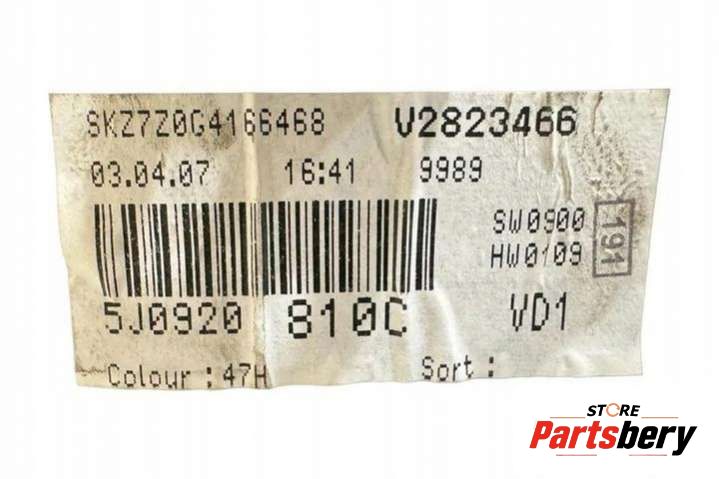 SKZ7Z0G4166468 V2823466
03.04.07 16:41 9989
SW0900
HW0109
191
5J0920 810C VD1
Colour : 47H Sort :
STORE
Partsbery